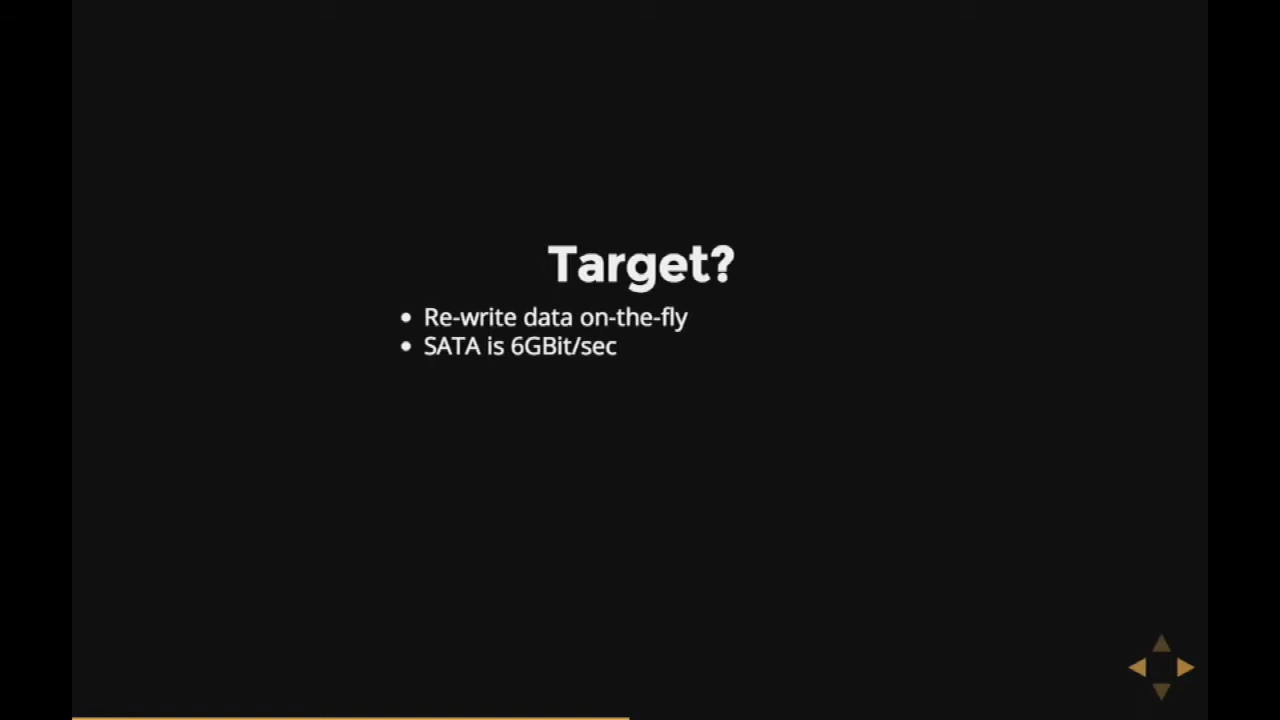 Target?
Re-write data on-the-fly
SATA is 6GBit/sec